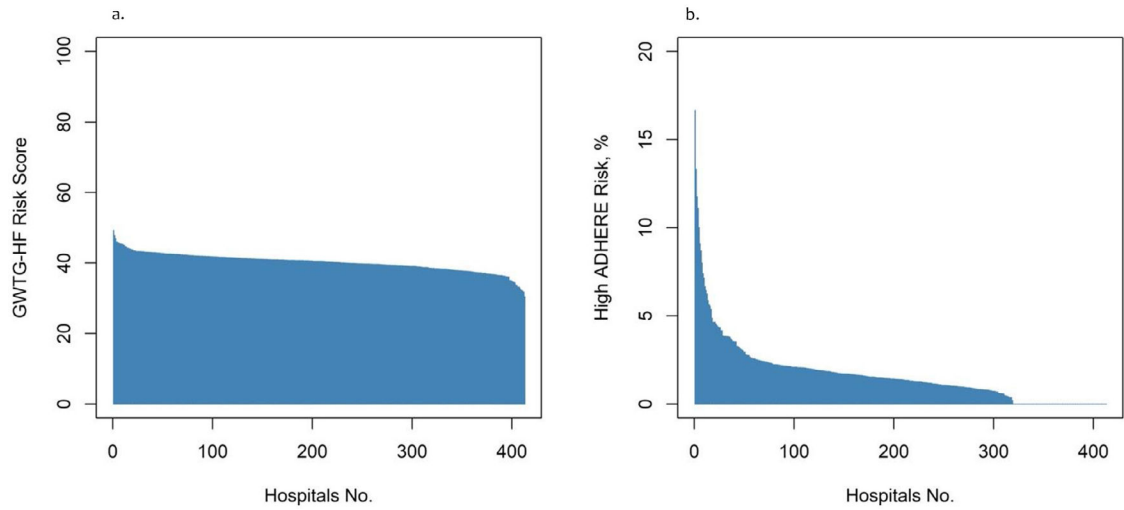 a.
GWTG-HF Risk Score
100
80
60
40
20
0
0 100 200 300 400
Hospitals No.
b.
High ADHERE Risk, %
20
15
10
5
0
0 100 200 300 400
Hospitals No.